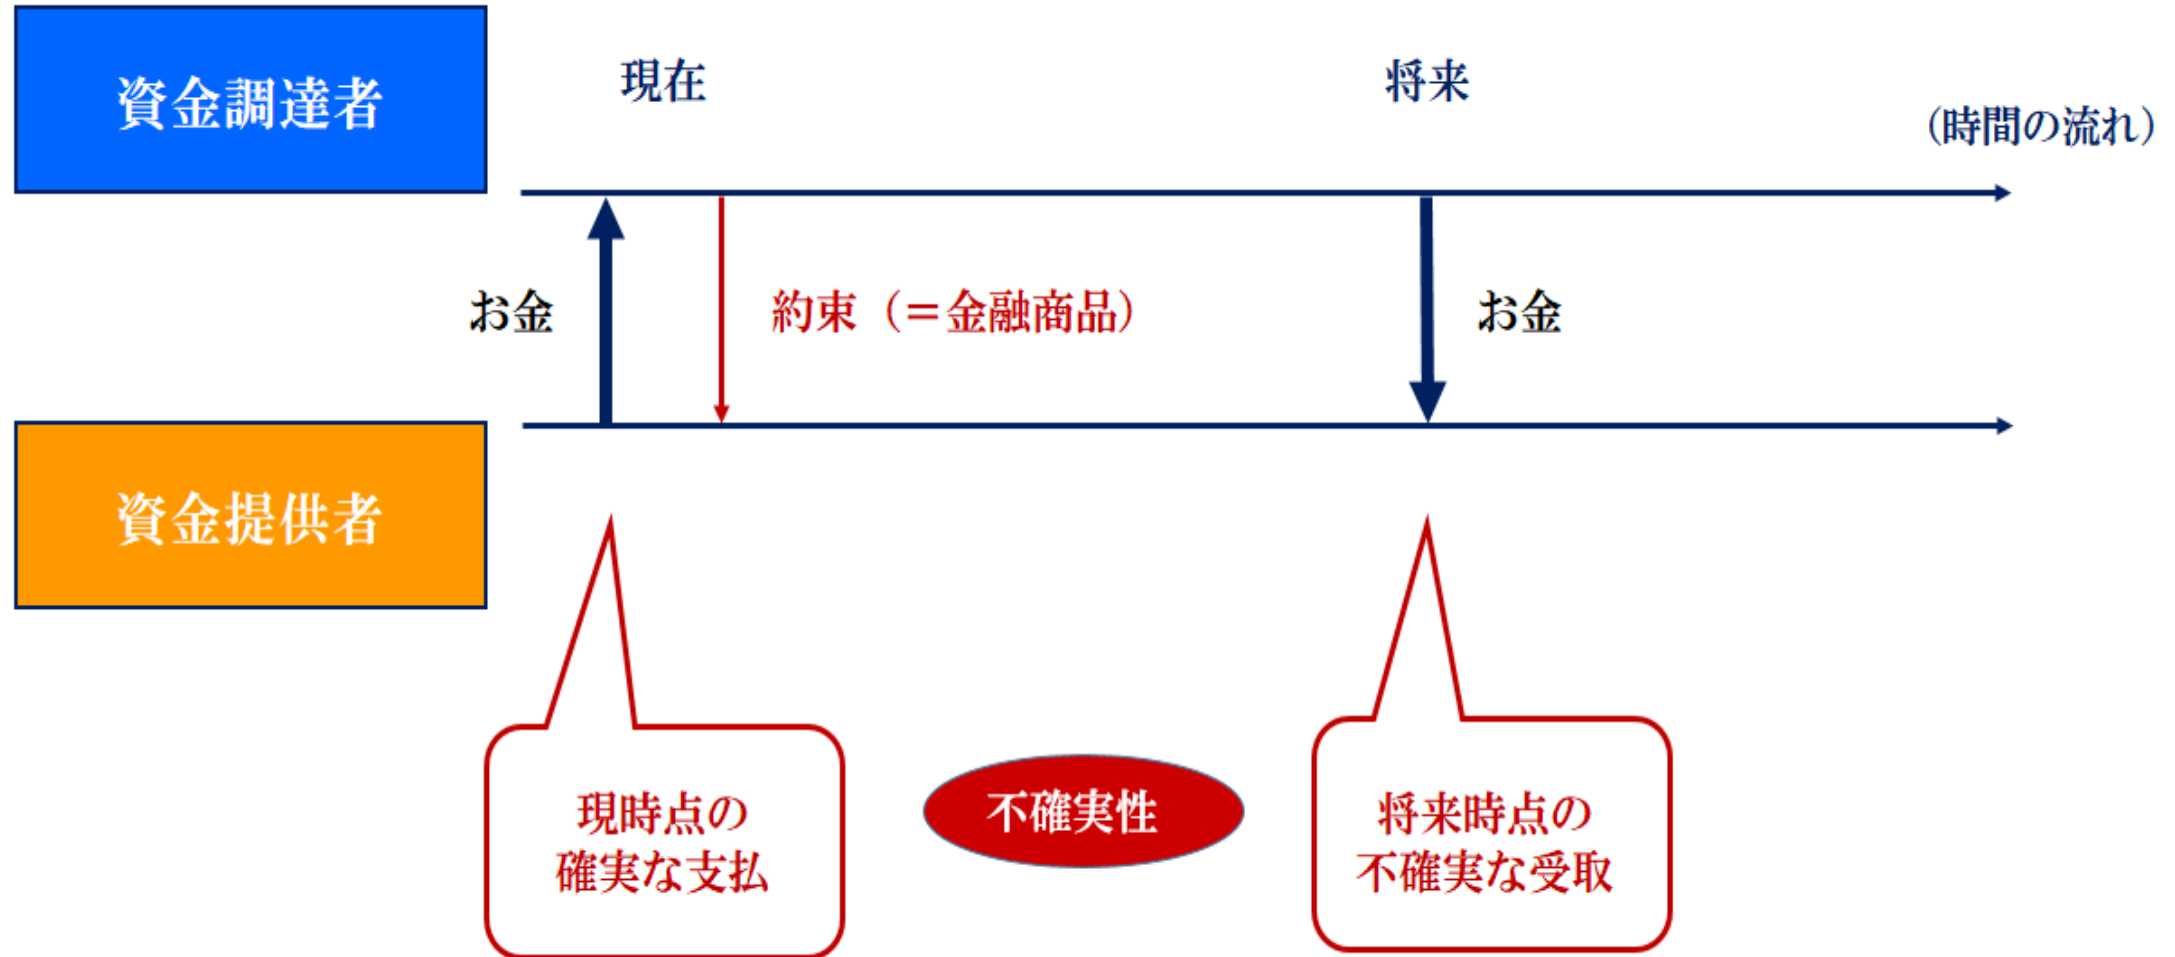 資金調達者
現在
将来
（時間の流れ）
お金
約束（＝金融商品）
お金
資金提供者
現時点の
確実な支払
不確実性
将来時点の
不確実な受取